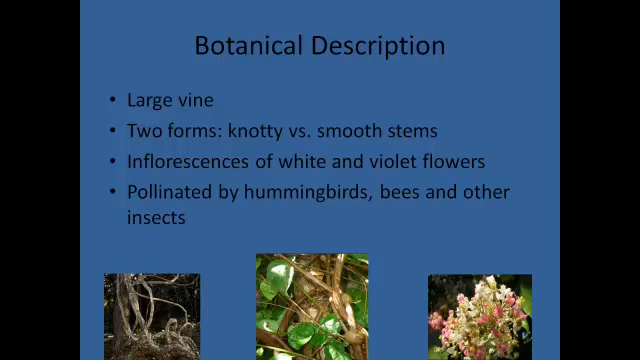 Botanical Description
• Large vine
• Two forms: knotty vs. smooth stems
• Inflorescences of white and violet flowers
• Pollinated by hummingbirds, bees and other
insects